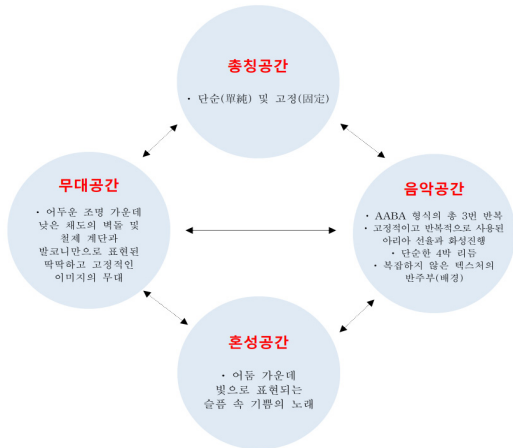 총칭공간
• 단순(單純) 및 고정(固定)
무대공간
• 어두운 조명 가운데
낮은 채도의 벽돌 및
철제 계단과
발코니만으로 표현된
딱딱하고 고정적인
이미지의 무대
음악공간
• AABA 형식의 총 3번 반복
• 고정적이고 반복적으로 사용된
아리아 선율과 화성진행
• 단순한 4박 리듬
• 복잡하지 않은 텍스처의
반주부(배경)
혼성공간
• 어둠 가운데
빛으로 표현되는
슬픔 속 기쁨의 노래